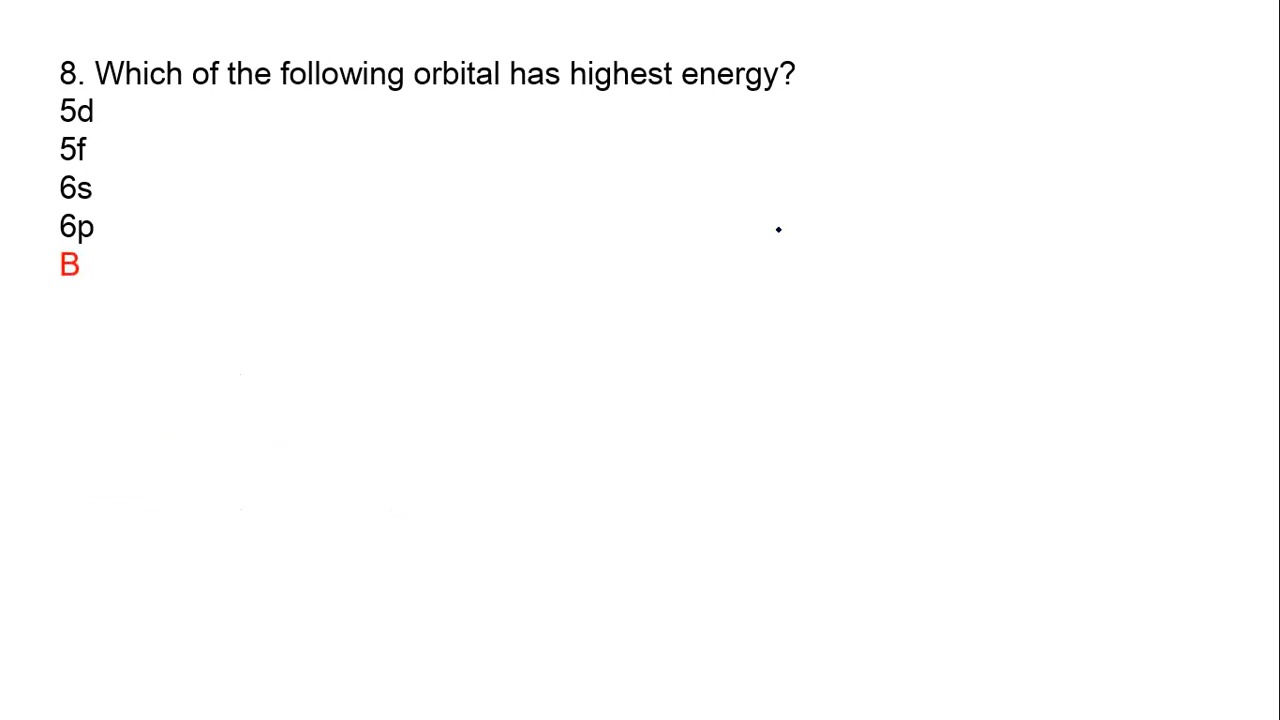 8. Which of the following orbital has highest energy?
5d
5f
6s
6p
B